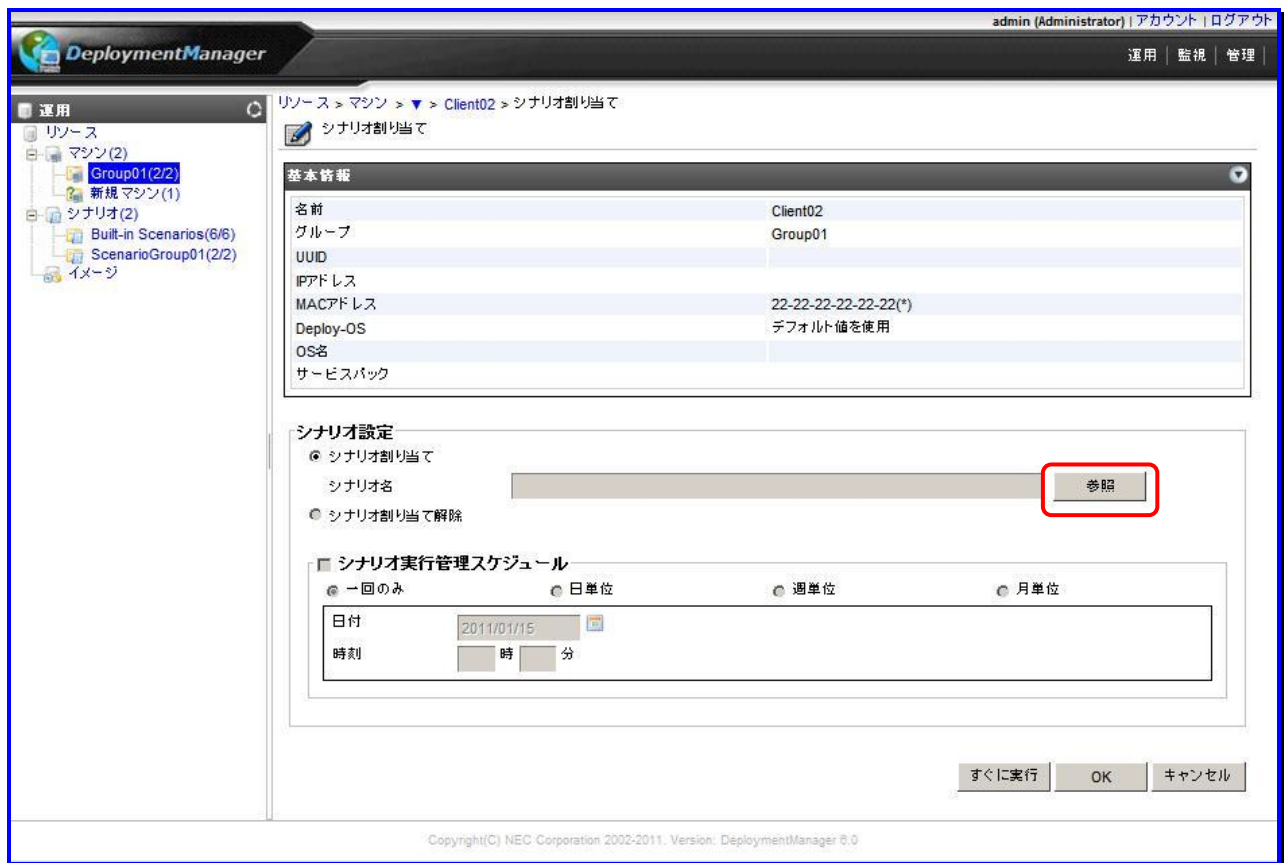 admin (Administrator) | アカウント | ログアウト
DeploymentManager
運用 | 監視 | 管理
運用
リソース
マシン(2)
Group01(2/2)
新規マシン(1)
シナリオ(2)
Built-in Scenarios(6/6)
ScenarioGroup01(2/2)
イメージ
リソース > マシン > ▼ > Client02 > シナリオ割り当て
シナリオ割り当て
基本情報
名前 Client02
グループ Group01
UUID
IPアドレス
MACアドレス 22-22-22-22-22-22(*)
Deploy-OS デフォルト値を使用
OS名
サービスパック
シナリオ設定
シナリオ割り当て
シナリオ名 参照
シナリオ割り当て解除
シナリオ実行管理スケジュール
一回のみ 日単位 週単位 月単位
日付 2011/01/15
時刻 時 分
すぐに実行 OK キャンセル
Copyright(C) NEC Corporation 2002-2011. Version: DeploymentManager 6.0